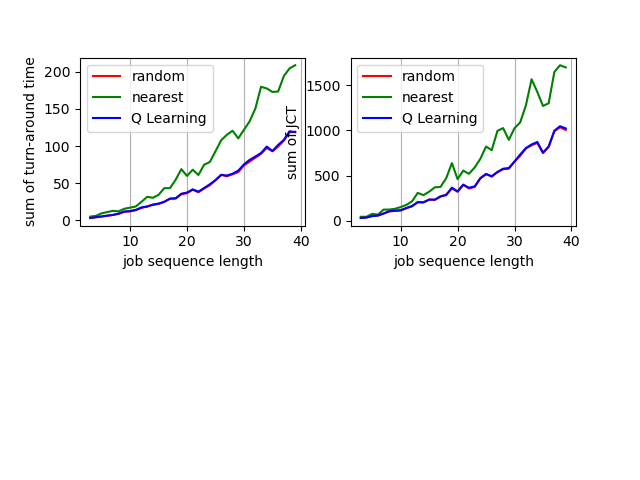 sum of turn-around time
200
150
100
50
0
random
nearest
Q Learning
10
20
30
40
job sequence length
sum of JCT
1500
1000
500
0
random
nearest
Q Learning
10
20
30
40
job sequence length